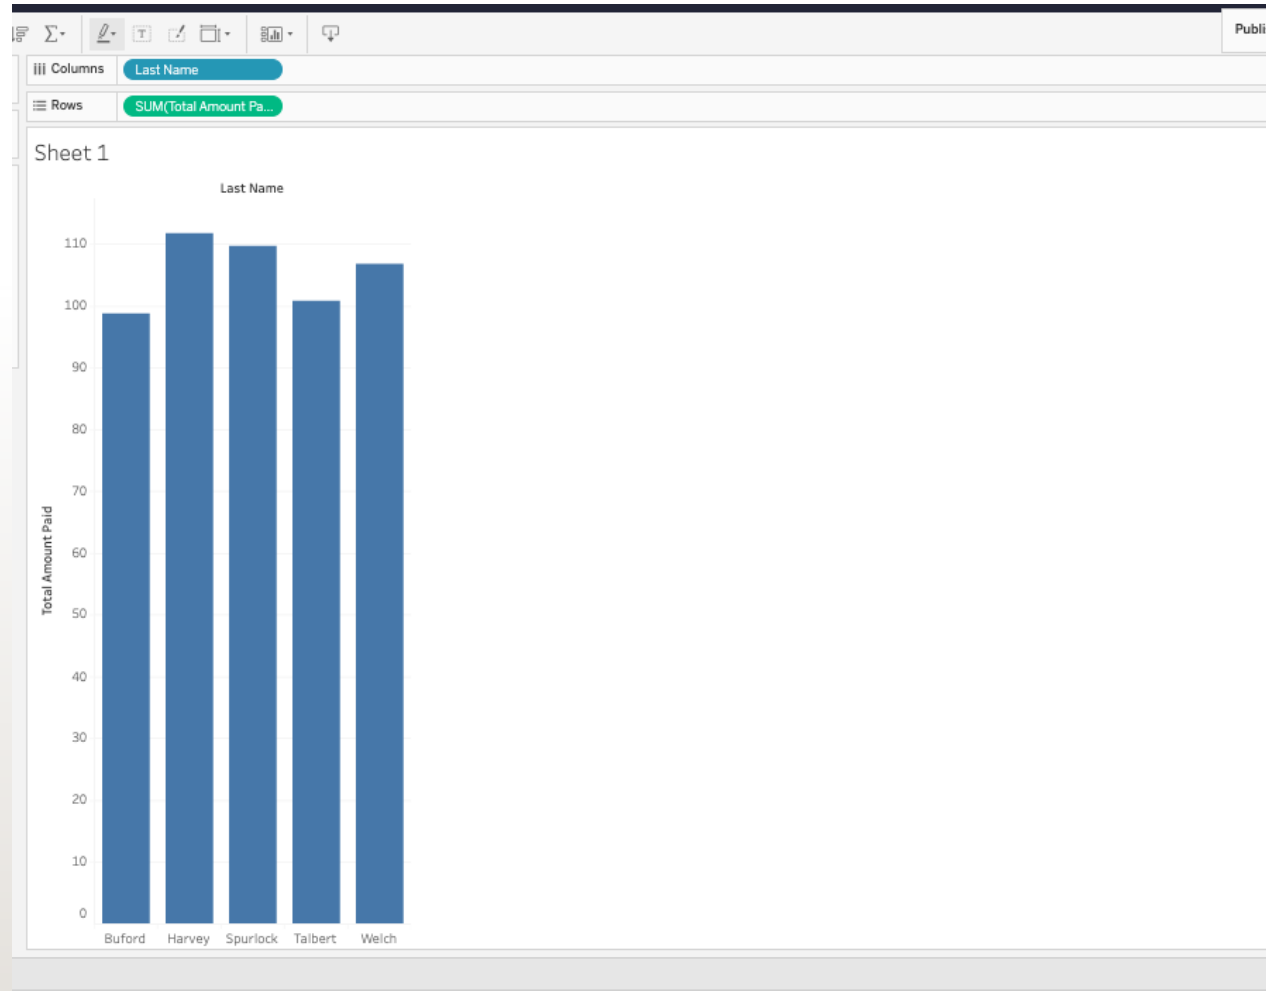 Publi
Columns Last Name
Rows SUM(Total Amount Pa...
Sheet 1
Last Name
110
100
90
80
70
60
50
40
30
20
10
0
Total Amount Paid
Buford Harvey Spurlock Talbert Welch